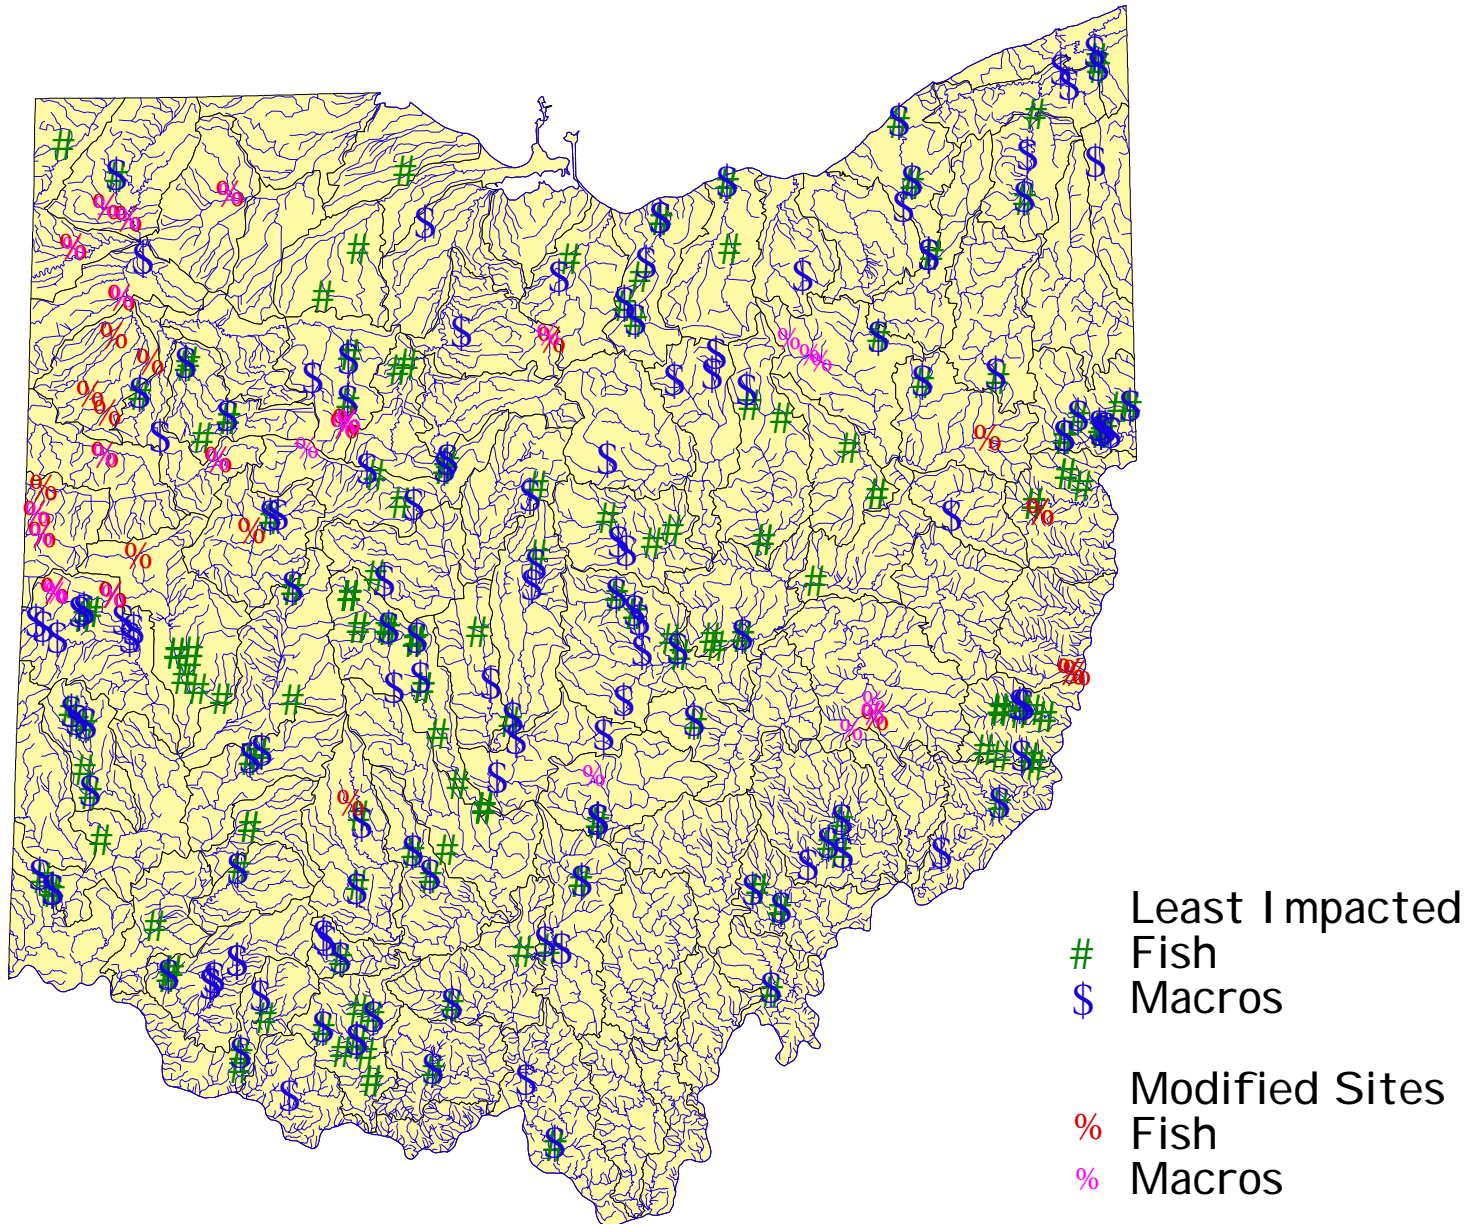 Least Impacted
# Fish
$ Macros
Modified Sites
% Fish
% Macros